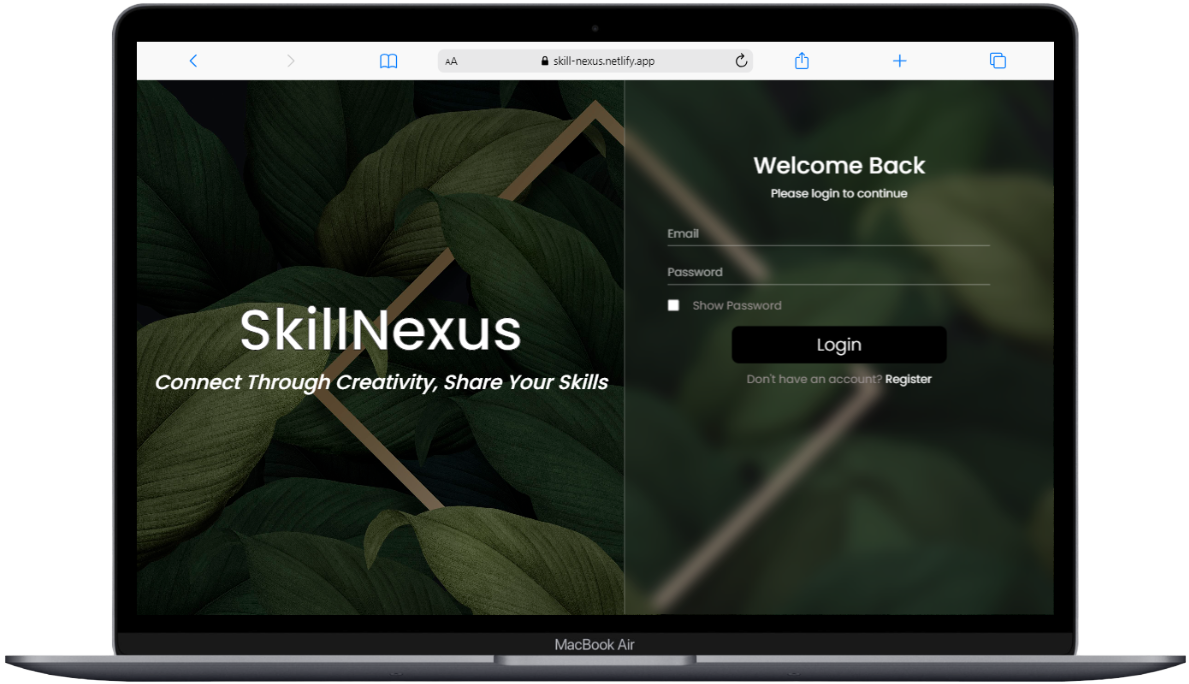 AA
skill-nexus.netlify.app
SkillNexus
Connect Through Creativity, Share Your Skills
Welcome Back
Please login to continue
Email
Password
Show Password
Login
Don't have an account? Register
MacBook Air